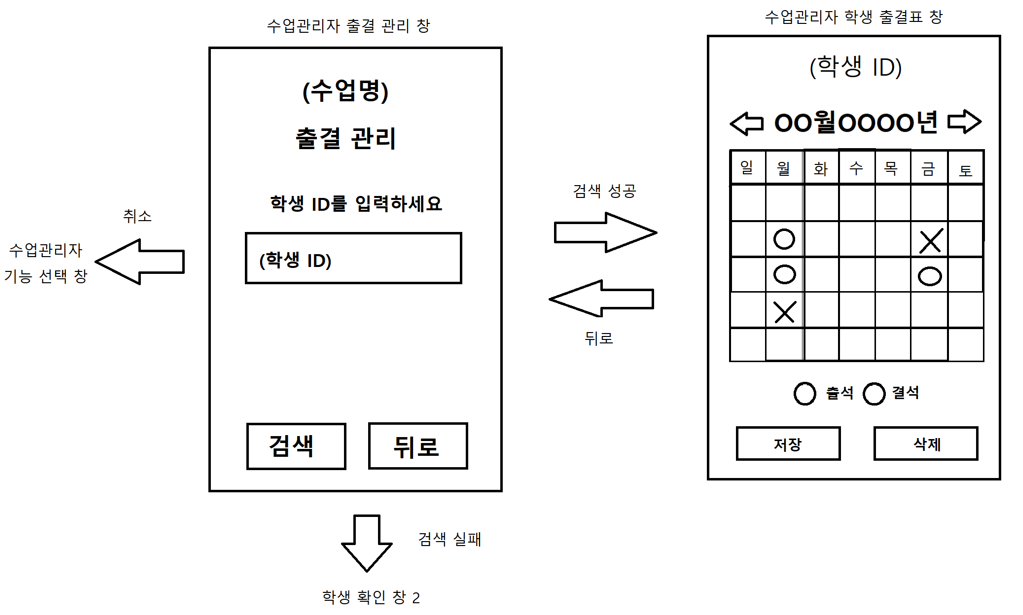 수업관리자 출결 관리 창
(수업명)
출결 관리
학생 ID를 입력하세요
(학생 ID)
검색
뒤로
취소
수업관리자
기능 선택 창
검색 실패
학생 확인 창 2
검색 성공
뒤로
수업관리자 학생 출결표 창
(학생 ID)
OO월OOOO년
일 월 화 수 목 금 토
O X
O O
X
출석 결석
저장
삭제